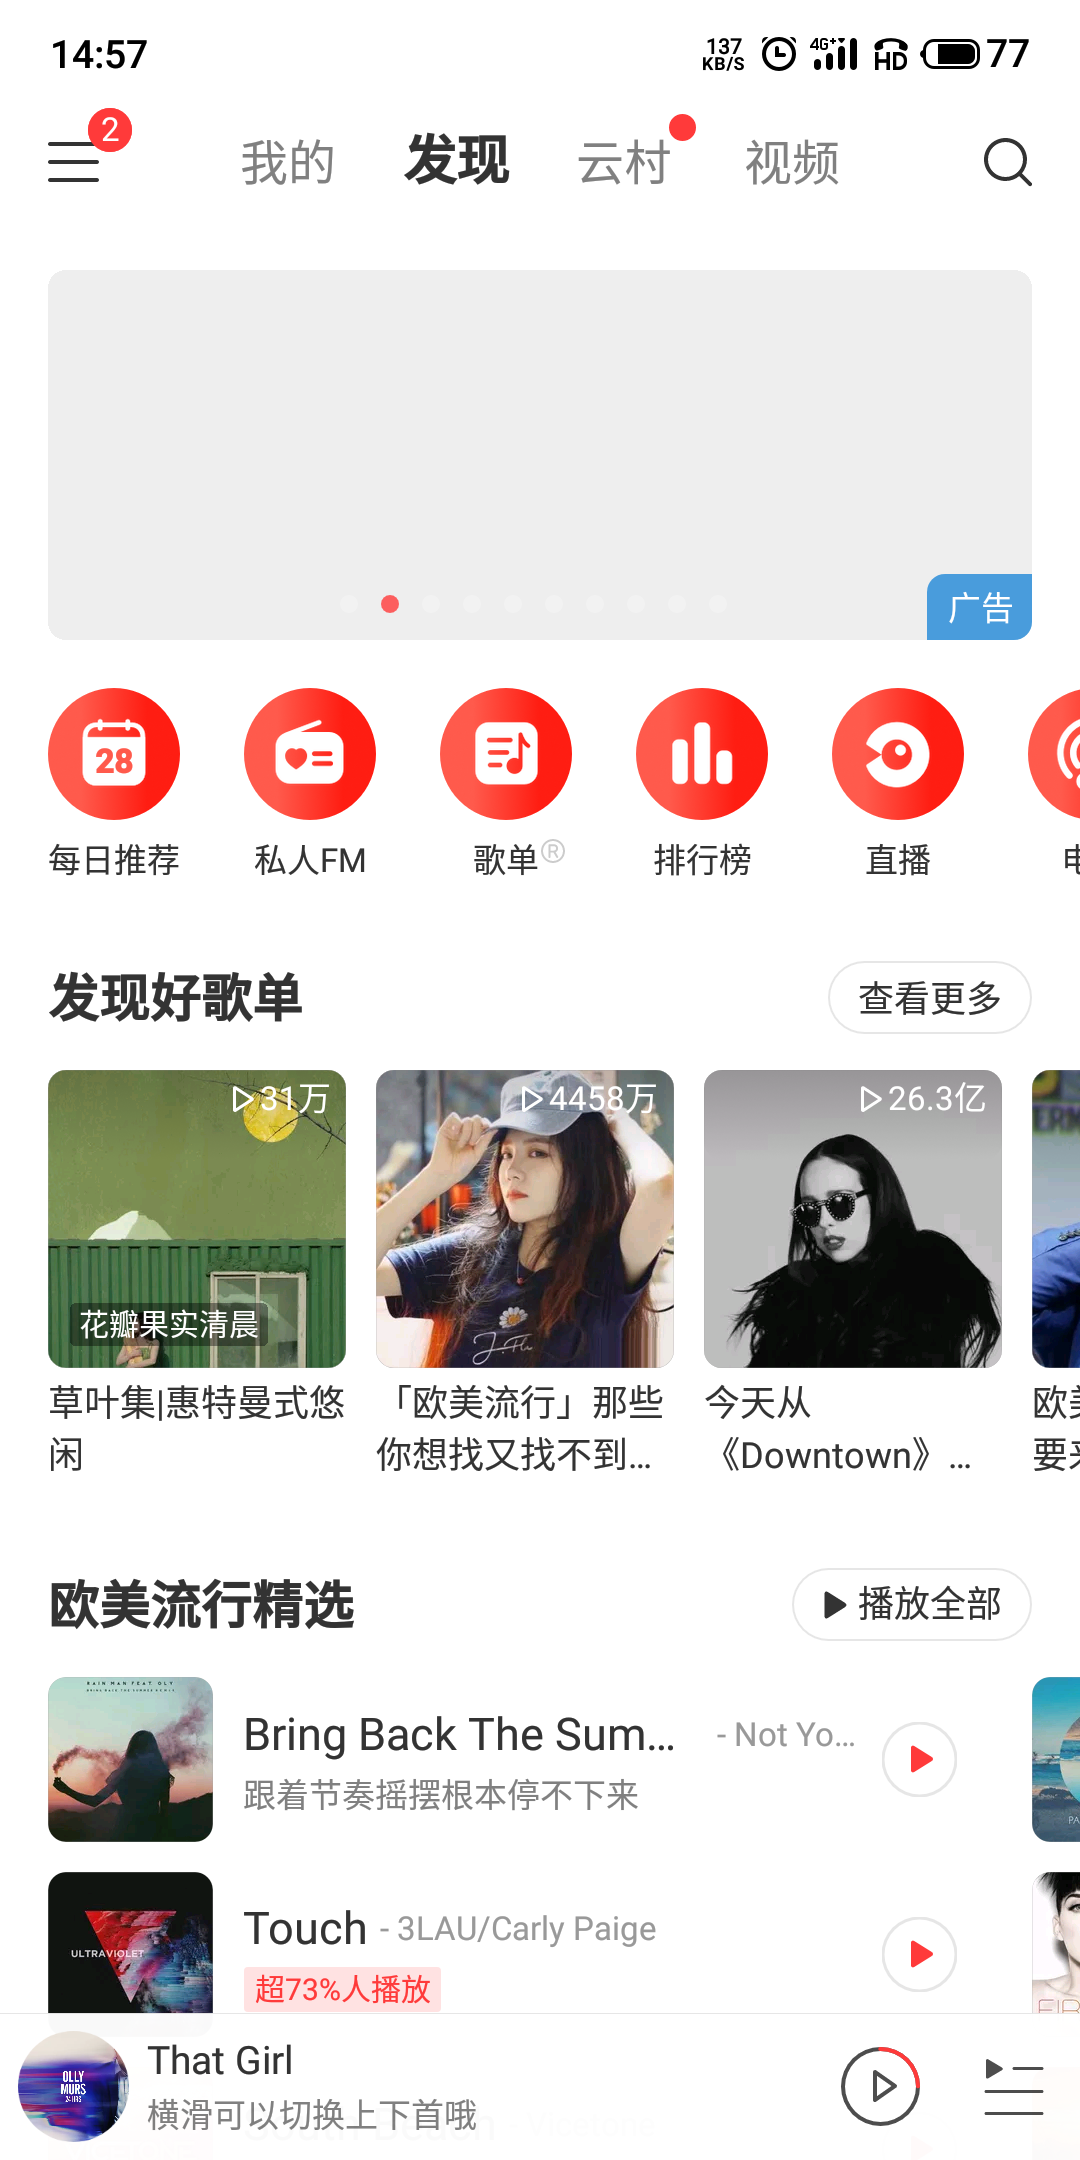 14:57
137
KB/S
4G+
HD
77
2
我的
发现
云村
视频
广告
28
每日推荐
私人FM
歌单®
排行榜
直播
发现好歌单
查看更多
31万
4458万
26.3亿
花瓣果实清晨
草叶集|惠特曼式悠
闲
「欧美流行」那些
你想找又找不到...
今天从
《Downtown》...
欧美
要来
欧美流行精选
播放全部
RAIN MAN FEAT OLY
Bring Back The Sum...
- Not Yo...
跟着节奏摇摆根本停不下来
ULTRAVIOLET
Touch - 3LAU/Carly Paige
超73%人播放
OLLY
MURS
24 HRS
That Girl
横滑可以切换上下首哦